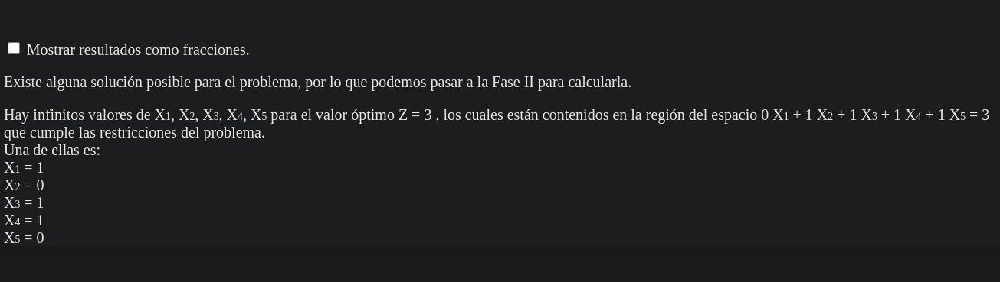 Mostrar resultados como fracciones.
Existe alguna solución posible para el problema, por lo que podemos pasar a la Fase II para calcularla.
Hay infinitos valores de X1, X2, X3, X4, X5 para el valor óptimo Z = 3 , los cuales están contenidos en la región del espacio 0 X1 + 1 X2 + 1 X3 + 1 X4 + 1 X5 = 3
que cumple las restricciones del problema.
Una de ellas es:
X1 = 1
X2 = 0
X3 = 1
X4 = 1
X5 = 0